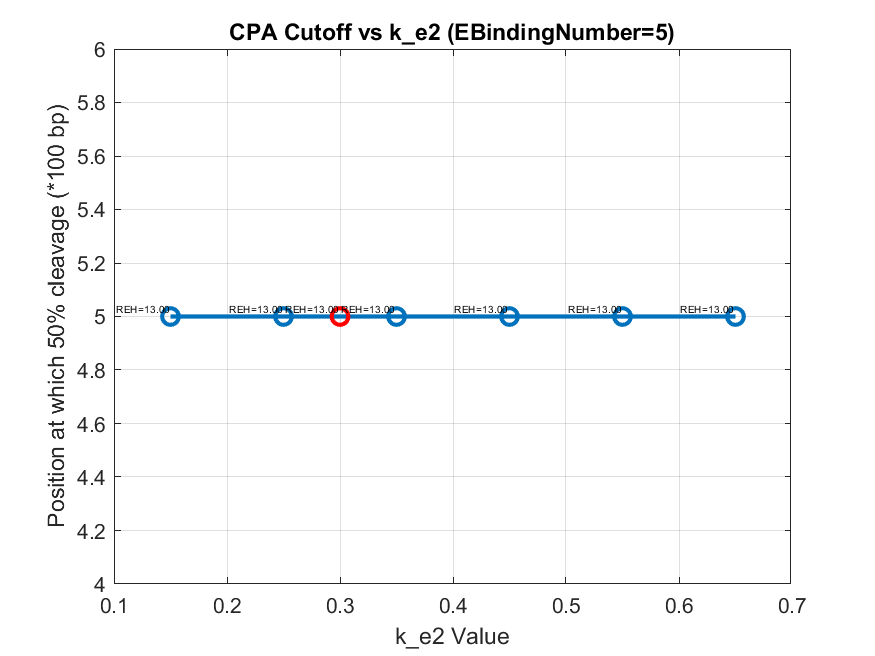 CPA Cutoff vs k_e2 (EBindingNumber=5)
Position at which 50% cleavage (*100 bp)
6
5.8
5.6
5.4
5.2
5
4.8
4.6
4.4
4.2
4
REH=13.00
REH=13.00
REH=13.00
REH=13.00
REH=13.00
REH=13.00
REH=13.00
0.1
0.2
0.3
0.4
0.5
0.6
0.7
k_e2 Value